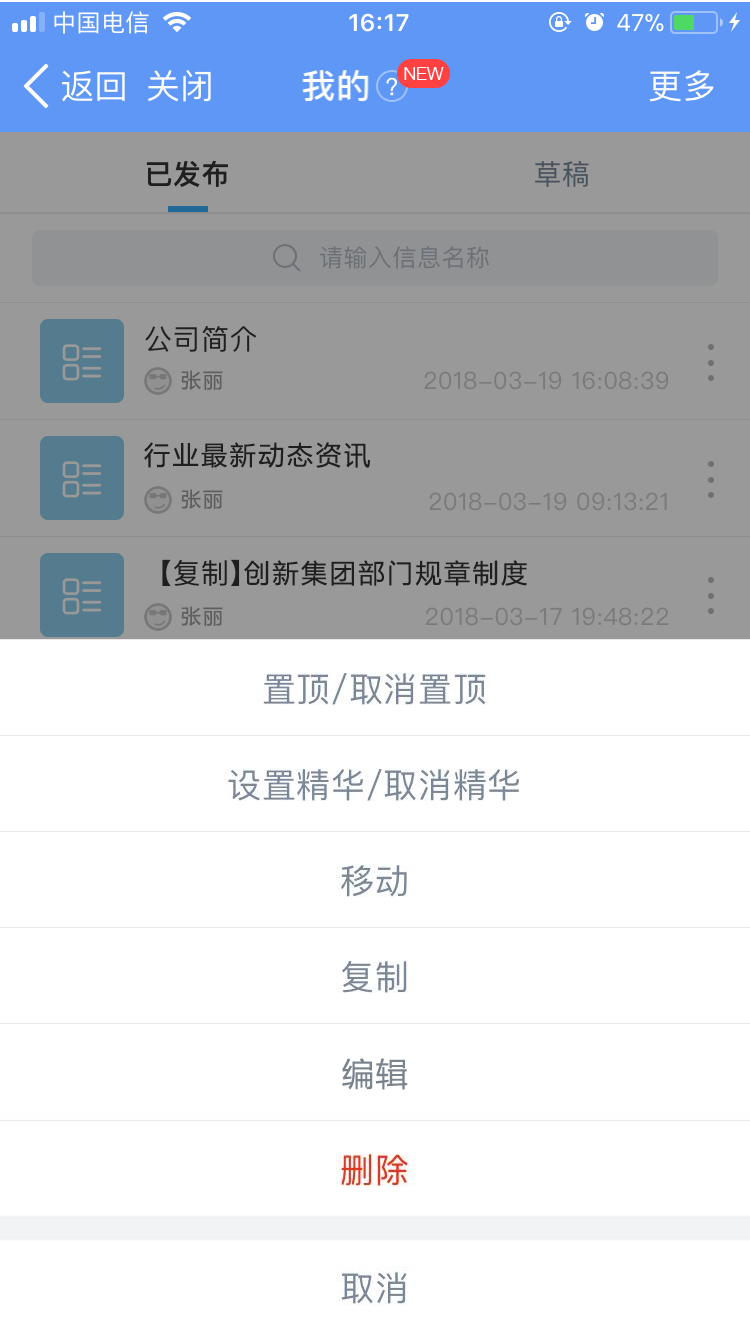 中国电信 16:17 47%
返回 关闭 我的 ? NEW 更多
已发布 草稿
请输入信息名称
公司简介
张丽 2018-03-19 16:08:39
行业最新动态资讯
张丽 2018-03-19 09:13:21
【复制】创新集团部门规章制度
张丽 2018-03-17 19:48:22
置顶/取消置顶
设置精华/取消精华
移动
复制
编辑
删除
取消